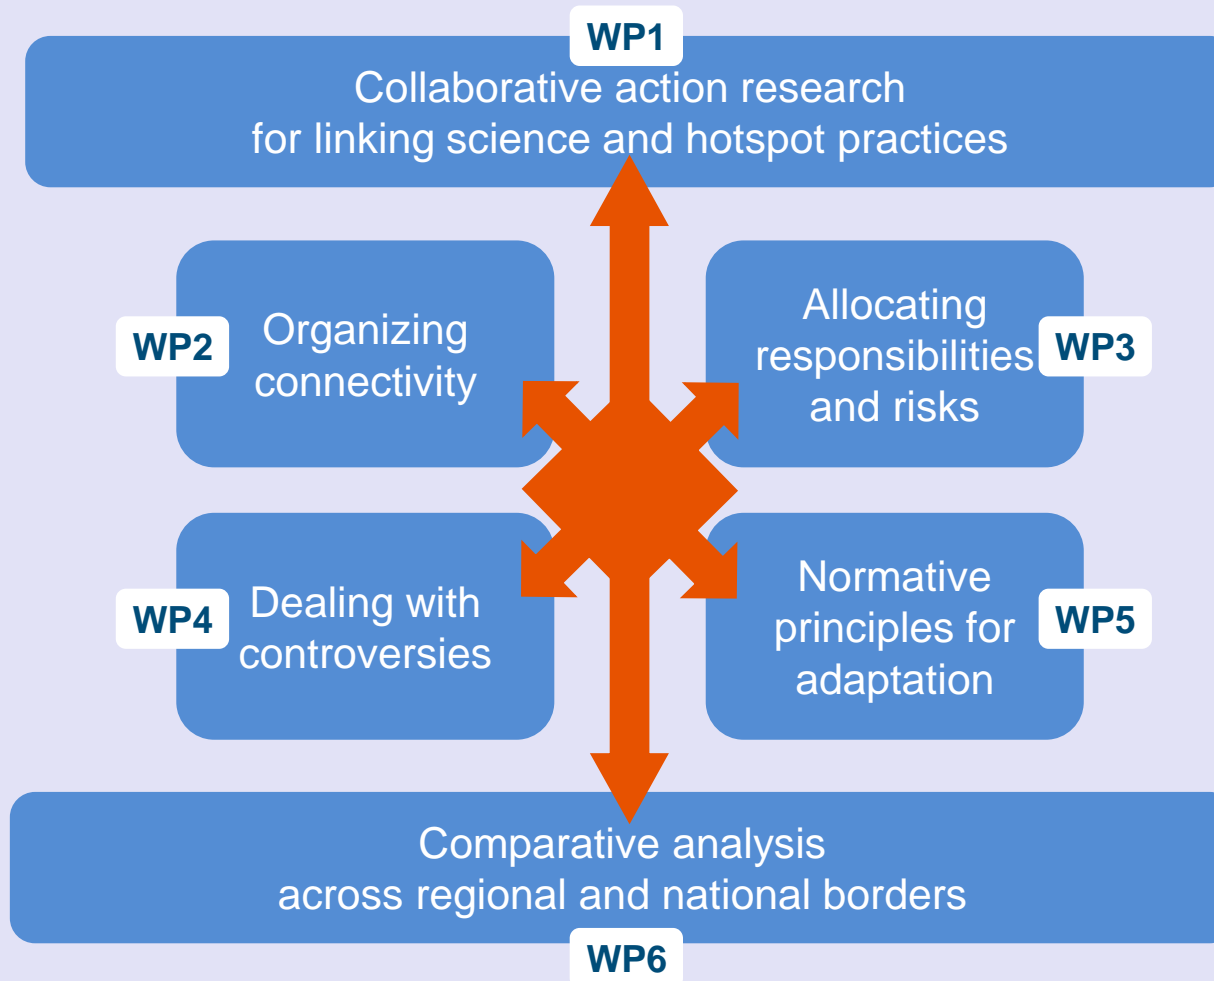 WP1
Collaborative action research
for linking science and hotspot practices
WP2
Organizing
connectivity
Allocating
responsibilities
and risks
WP3
WP4
Dealing with
controversies
Normative
principles for
adaptation
WP5
Comparative analysis
across regional and national borders
WP6